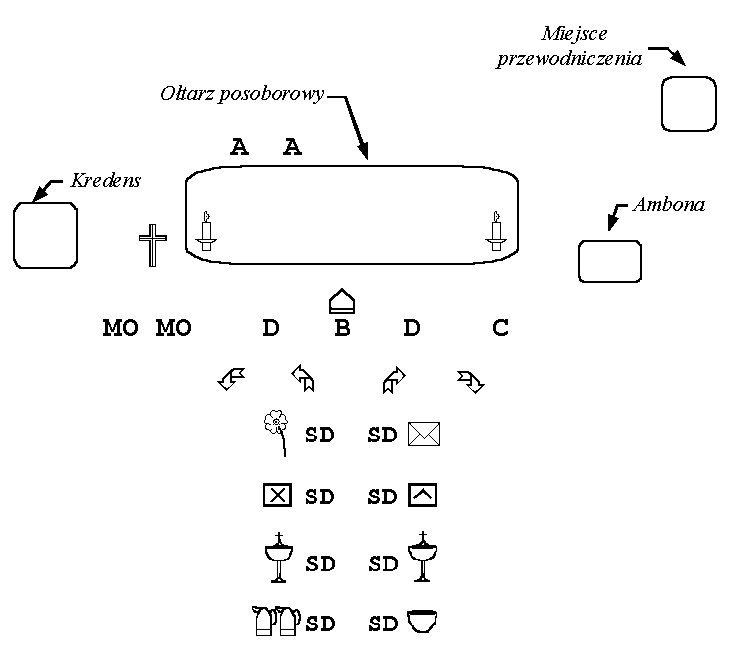 Miejsce
przewodniczenia
Ołtarz posoborowy
A A
Kredens
Ambona
MO MO D B D C
SD SD
SD SD
SD SD
SD SD